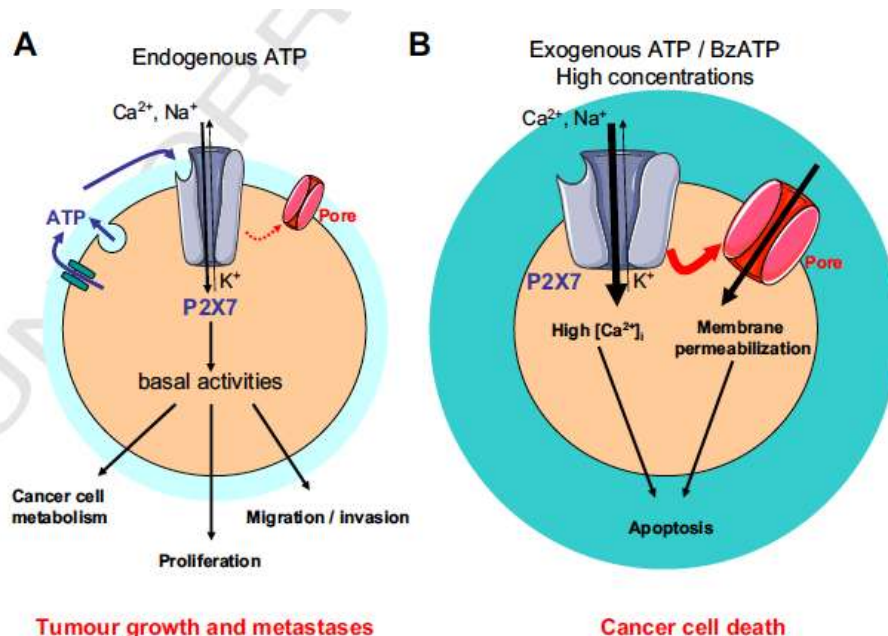 A
Endogenous ATP
Ca²⁺, Na⁺
ATP
Pore
K⁺
P2X7
basal activities
Cancer cell
metabolism
Migration / invasion
Proliferation
Tumour growth and metastases
B
Exogenous ATP / BzATP
High concentrations
Ca²⁺, Na⁺
Pore
P2X7
K⁺
High [Ca²⁺]i
Membrane
permeabilization
Apoptosis
Cancer cell death